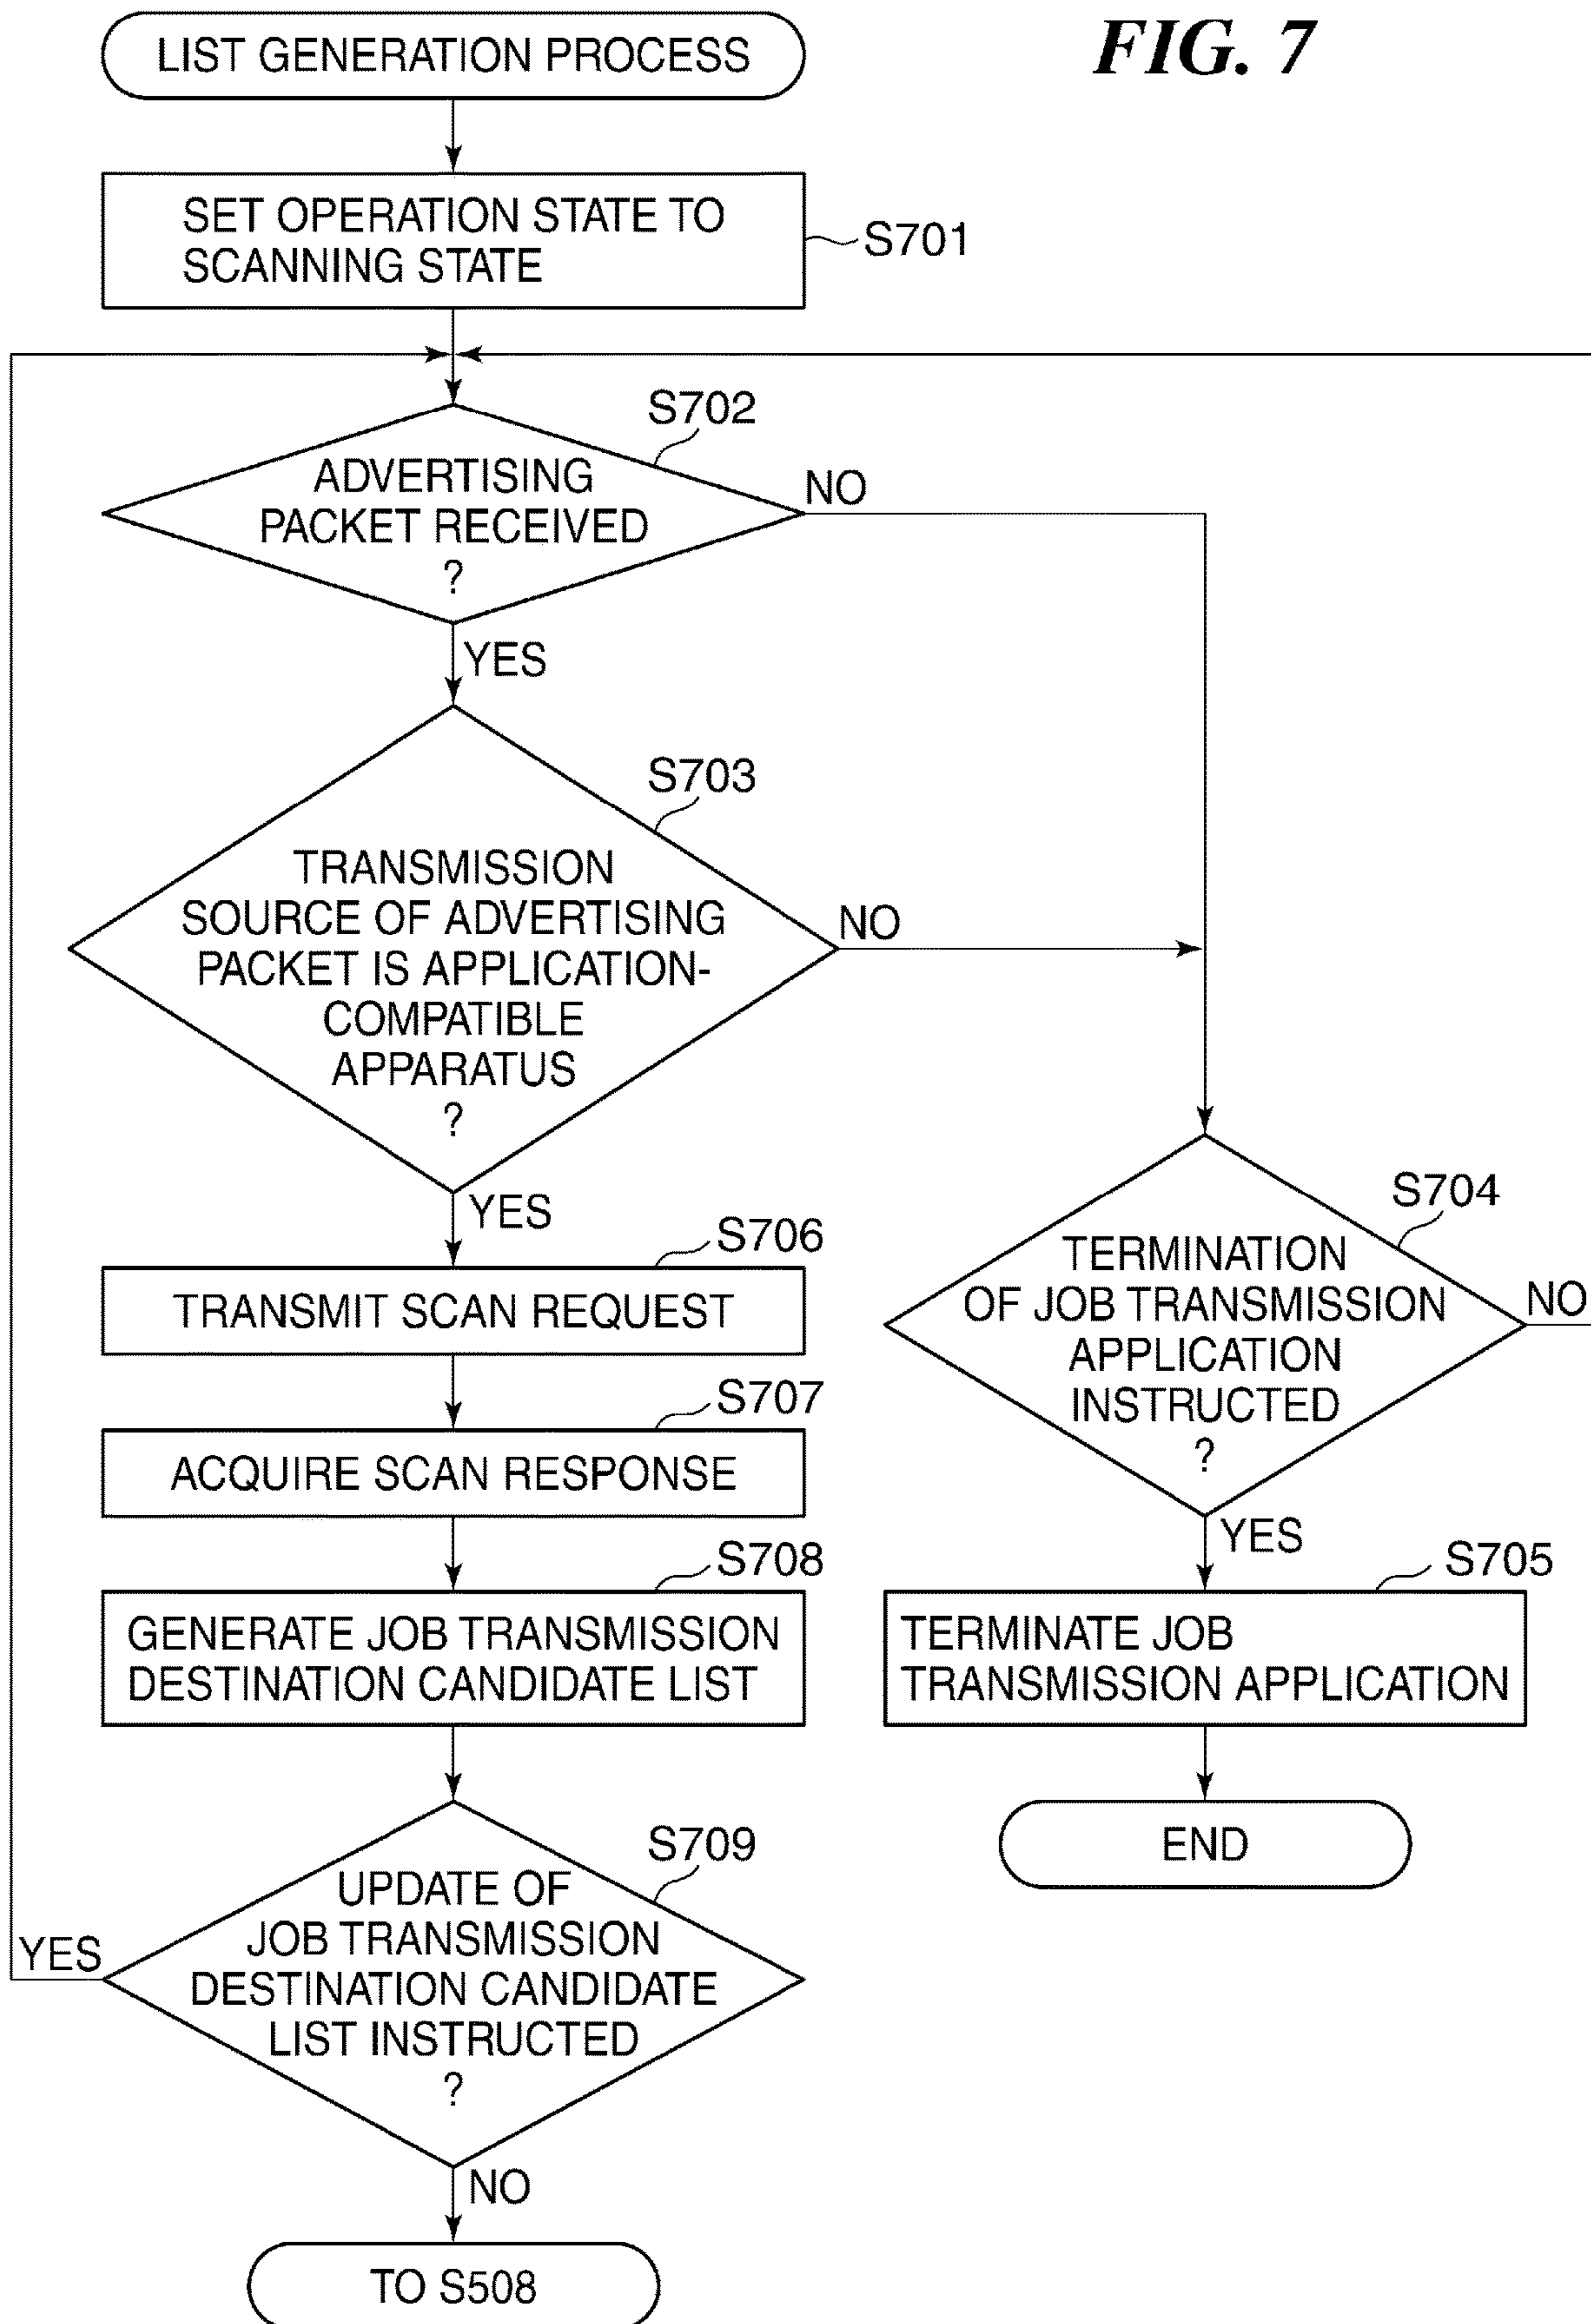 FIG. 7
LIST GENERATION PROCESS
SET OPERATION STATE TO
SCANNING STATE
S701
S702
ADVERTISING
PACKET RECEIVED
?
NO
YES
S703
TRANSMISSION
SOURCE OF ADVERTISING
PACKET IS APPLICATION-
COMPATIBLE
APPARATUS
?
NO
YES
S704
TERMINATION
OF JOB TRANSMISSION
APPLICATION
INSTRUCTED
?
NO
YES
S705
TERMINATE JOB
TRANSMISSION APPLICATION
END
S706
TRANSMIT SCAN REQUEST
S707
ACQUIRE SCAN RESPONSE
S708
GENERATE JOB TRANSMISSION
DESTINATION CANDIDATE LIST
S709
UPDATE OF
JOB TRANSMISSION
DESTINATION CANDIDATE
LIST INSTRUCTED
?
YES
NO
TO S508